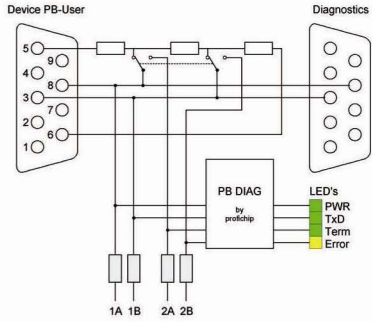 Device PB-User
Diagnostics
5
9
4
8
3
7
2
6
1
PB DIAG
by
profichip
LED's
PWR
TxD
Term
Error
1A 1B 2A 2B